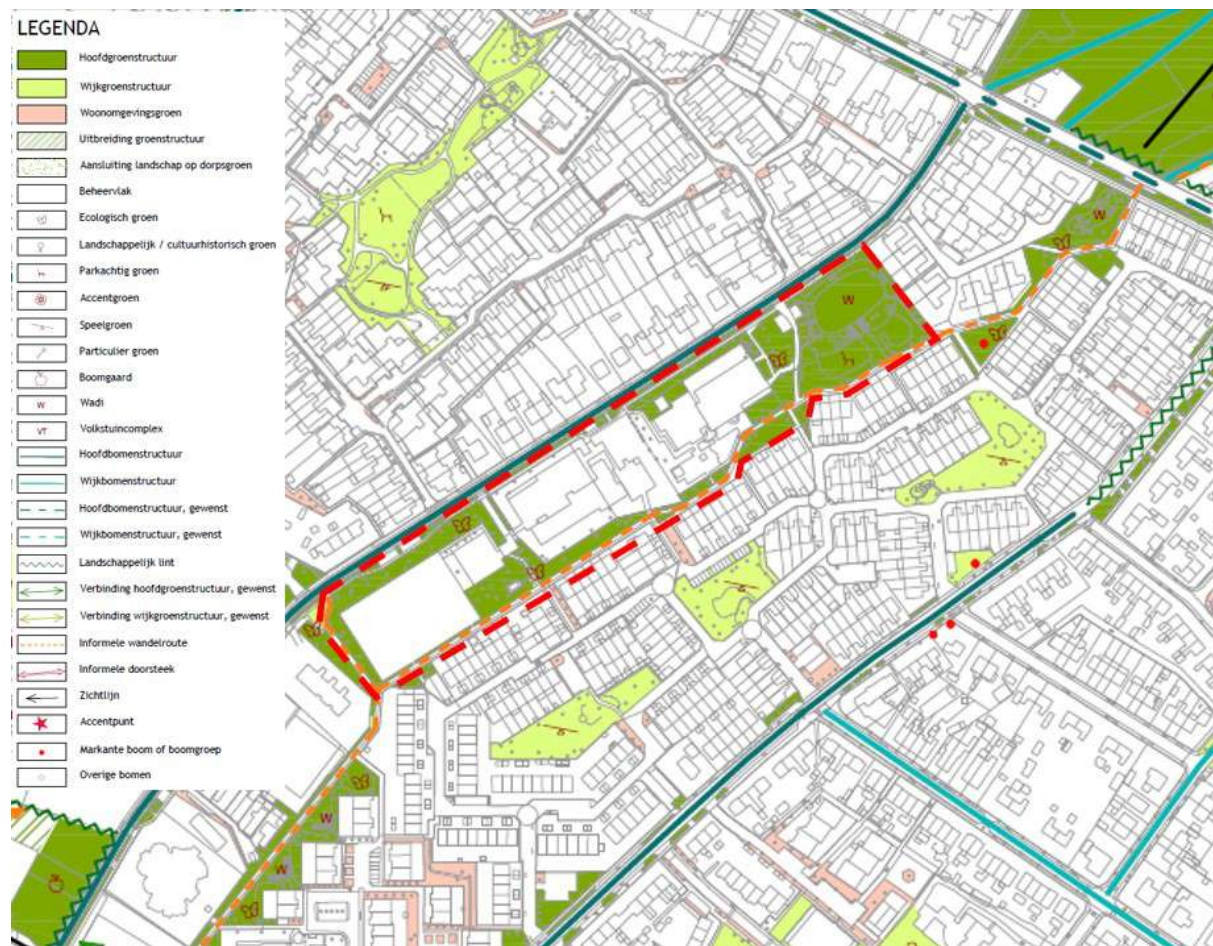 LEGENDA
Hoofdgroenstructuur
Wijkgroenstructuur
Woonomgevingsgroen
Uitbreiding groenstructuur
Aansluiting landschap op dorpsgroen
Beheervlak
Ecologisch groen
Landschappelijk / cultuurhistorisch groen
Parkachtig groen
Accentgroen
Speelgroen
Particulier groen
Boomgaard
W Wadi
VT Volkstuincomplex
Hoofdbomenstructuur
Wijkbomenstructuur
Hoofdbomenstructuur, gewenst
Wijkbomenstructuur, gewenst
Landschappelijk lint
Verbinding hoofdgroenstructuur, gewenst
Verbinding wijkgroenstructuur, gewenst
Informele wandelroute
Informele doorsteek
Zichtlijn
Accentpunt
Markante boom of boomgroep
Overige bomen
W
W
W
W